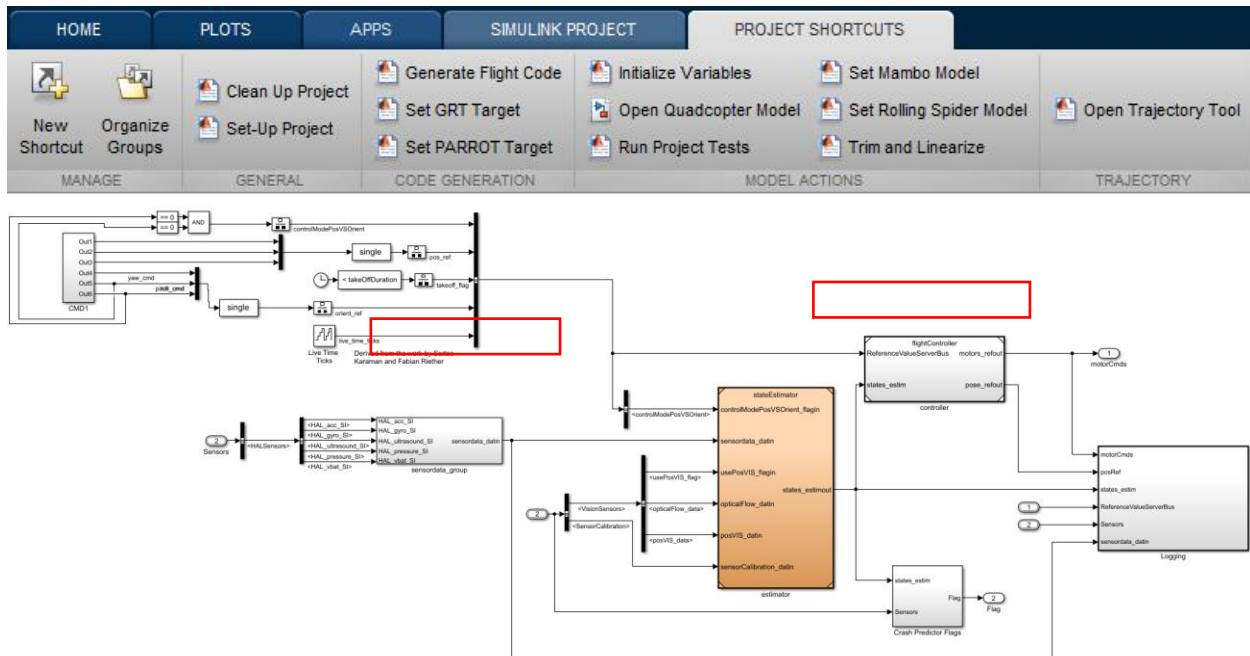 HOME PLOTS APPS SIMULINK PROJECT PROJECT SHORTCUTS
New Shortcut
Organize Groups
MANAGE
Clean Up Project
Set-Up Project
GENERAL
Generate Flight Code
Set GRT Target
Set PARROT Target
CODE GENERATION
Initialize Variables
Open Quadcopter Model
Run Project Tests
Set Mambo Model
Set Rolling Spider Model
Trim and Linearize
MODEL ACTIONS
Open Trajectory Tool
TRAJECTORY
== 0
== 0
AND
controlModePosVSOrient
Out1
Out2
Out3
Out4
Out5
Out6
CMD1
yaw_cmd
single
pos_ref
< takeOffDuration
takeoff_flag
single
orient_ref
live_time_ticks
Live Time
Ticks
Karaman and Fabian Riether
2
Sensors
<HALSensors>
<HAL_acc_SI>
<HAL_gyro_SI>
<HAL_ultrasound_SI>
<HAL_pressure_SI>
<HAL_vbat_SI>
HAL_acc_SI
HAL_gyro_SI
HAL_ultrasound_SI
HAL_pressure_SI
HAL_vbat_SI
sensordata_datin
sensordata_group
<controlModePosVSOrient>
2
<VisionSensors>
<SensorCalibration>
<usePosVIS_flag>
<opticalFlow_data>
<posVIS_data>
stateEstimator
controlModePosVSOrient_flagin
sensordata_datin
usePosVIS_flagin
states_estimout
opticalFlow_datin
posVIS_datin
sensorCalibration_datin
estimator
flightController
ReferenceValueServerBus motors_refout
states_estim pose_refout
controller
1
motorCmds
motorCmds
posRef
states_estim
1
ReferenceValueServerBus
2
Sensors
sensordata_datin
Logging
states_estim
Flag
Sensors
Crash Predictor Flags
2
Flag